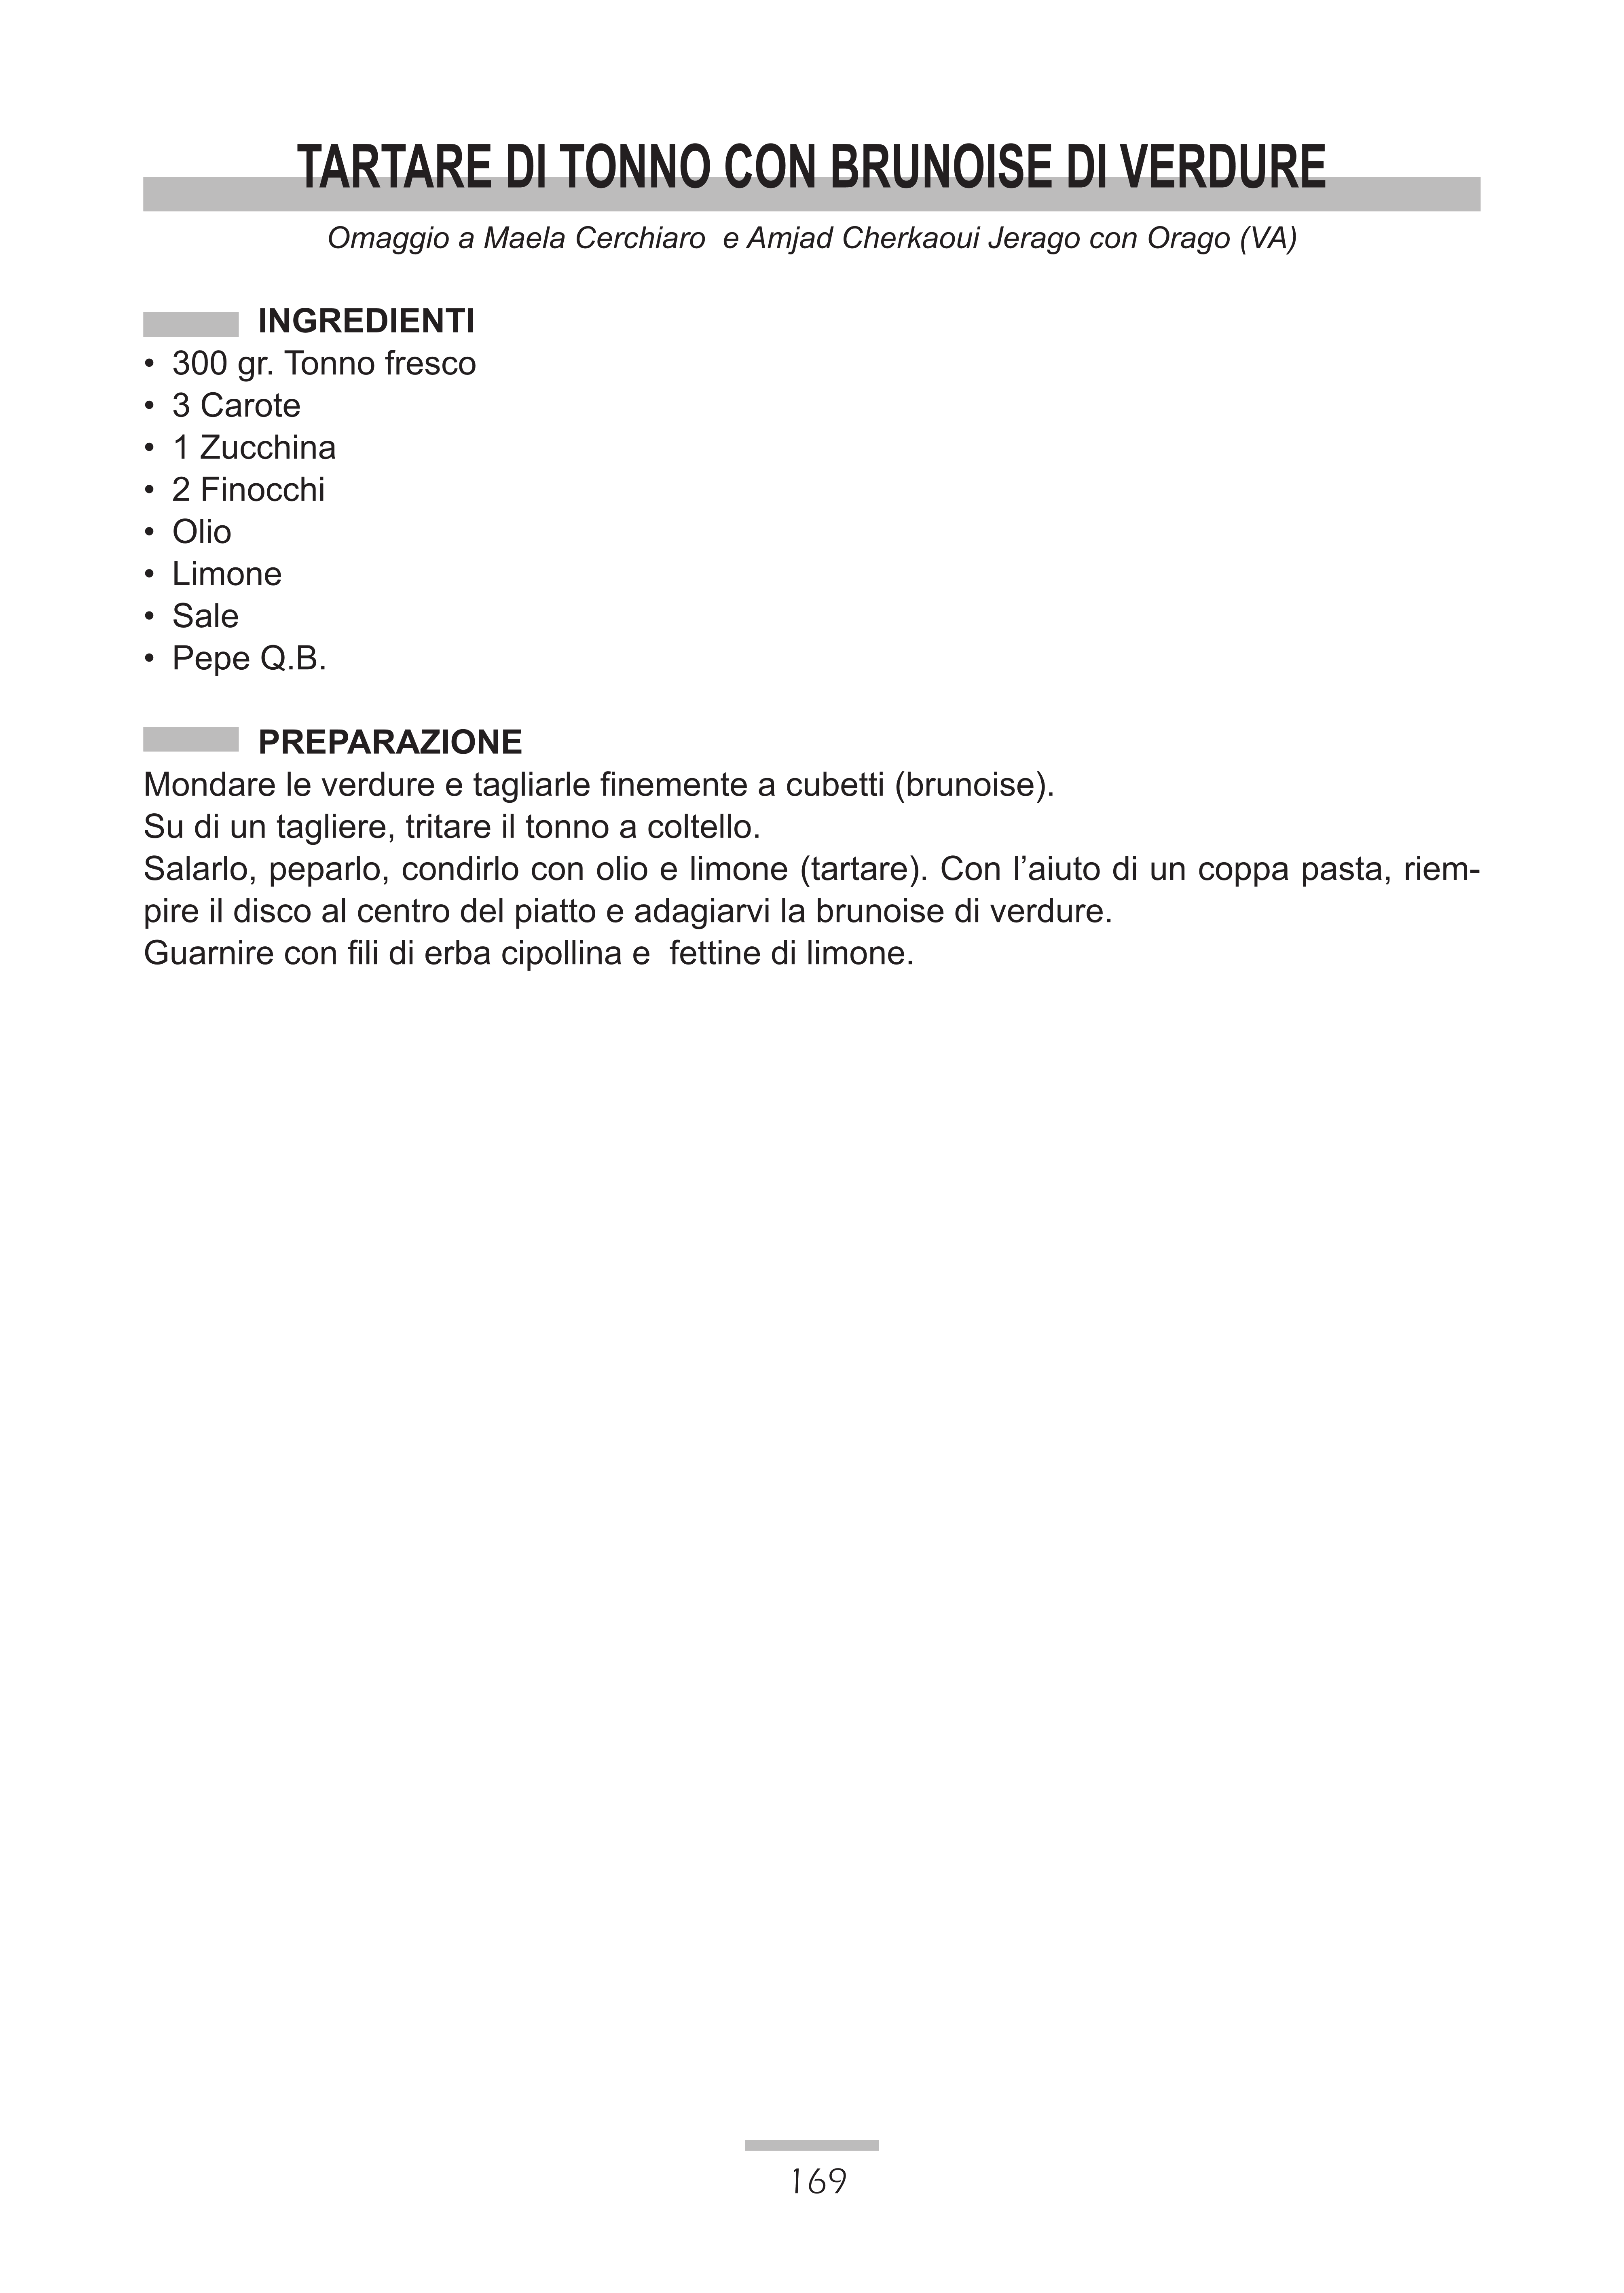 TARTARE DI TONNO CON BRUNOISE DI VERDURE
Omaggio a Maela Cerchiaro  e Amjad Cherkaoui Jerago con Orago (VA)
INGREDIENTI
• 300 gr. Tonno fresco
• 3 Carote
• 1 Zucchina
• 2 Finocchi
• Olio
• Limone
• Sale
• Pepe Q.B.
PREPARAZIONE
Mondare le verdure e tagliarle finemente a cubetti (brunoise).
Su di un tagliere, tritare il tonno a coltello.
Salarlo, peparlo, condirlo con olio e limone (tartare). Con l’aiuto di un coppa pasta, riem-
pire il disco al centro del piatto e adagiarvi la brunoise di verdure.
Guarnire con fili di erba cipollina e  fettine di limone.
169